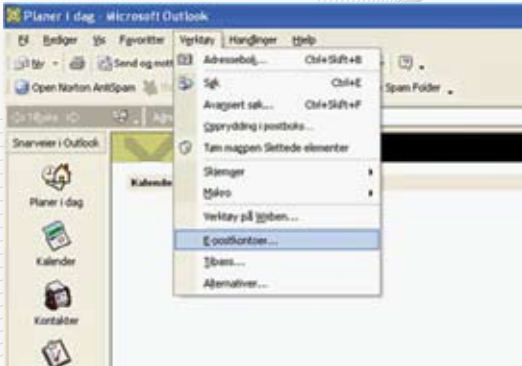 Planer i dag - Microsoft Outlook
Fil Rediger Vis Favoritter Verktøy Handlinger Hjelp
Ny Send og mott
Adressebok... Ctrl+Skift+B
Open Norton AntiSpam
Søk Ctrl+E
Spam Folder
Avansert søk... Ctrl+Skift+F
Opprydding i postboks...
Tilbake
Snarveier i Outlook
Tøm mappen Slettede elementer
Skjemaer
Kalende
Makro
Planer i dag
Verktøy på Weben...
E-postkontoer...
Kalender
Tilpass...
Alternativer...
Kontakter